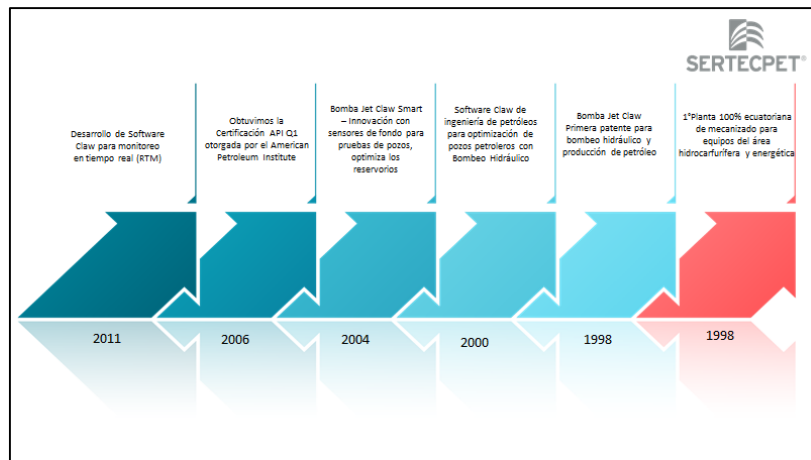 SERTECPET®
Desarrollo de Software
Claw para monitoreo
en tiempo real (RTM)
Obtuvimos la
Certificación API Q1
otorgada por el American
Petroleum Institute
Bomba Jet Claw Smart
– Innovación con
sensores de fondo para
pruebas de pozos,
optimiza los
reservorios
Software Claw de
ingeniería de petróleos
para optimización de
pozos petroleros con
Bombeo Hidráulico
Bomba Jet Claw
Primera patente para
bombeo hidráulico y
producción de petróleo
1°Planta 100% ecuatoriana
de mecanizado para
equipos del área
hidrocarfurífera y energética
2011
2006
2004
2000
1998
1998